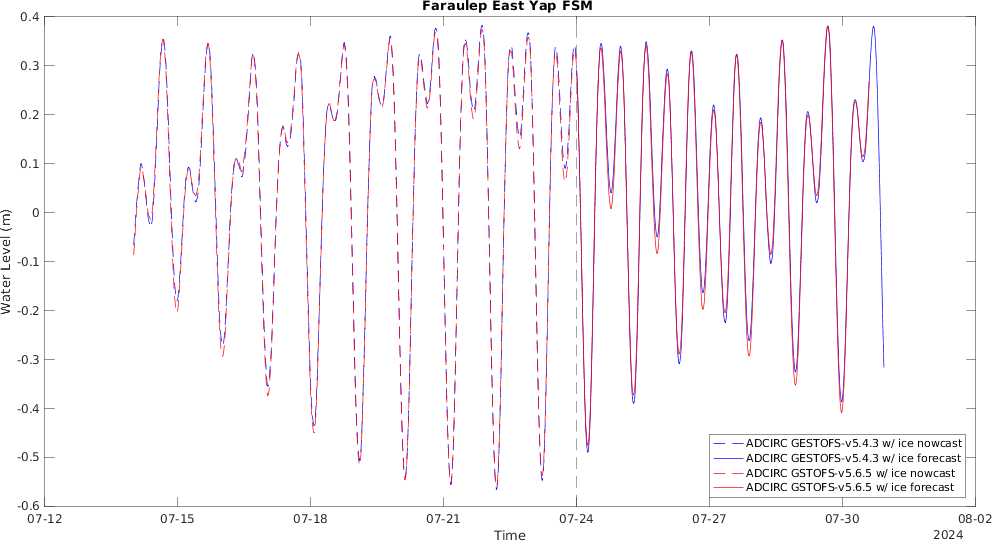 Faraulep East Yap FSM
0.4
0.3
0.2
0.1
0
-0.1
-0.2
-0.3
-0.4
-0.5
-0.6
Water Level (m)
ADCIRC GESTOFS-v5.4.3 w/ ice nowcast
ADCIRC GESTOFS-v5.4.3 w/ ice forecast
ADCIRC GSTOFS-v5.6.5 w/ ice nowcast
ADCIRC GSTOFS-v5.6.5 w/ ice forecast
07-12 07-15 07-18 07-21 07-24 07-27 07-30 08-02
Time
2024